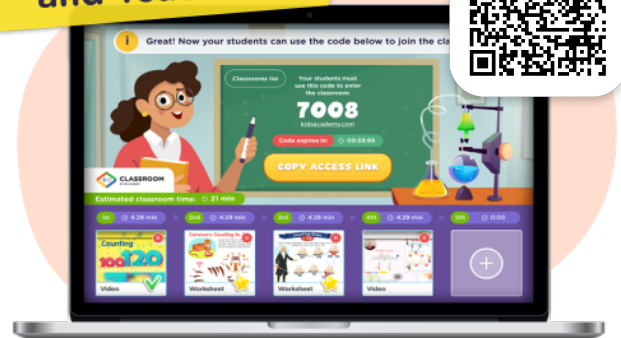 and
Great! Now your students can use the code below to join the
Classrooms list
Your students must
use this code to enter
the classroom:
7008
kidsacademy.com
Code expires in: 00:59:99
COPY ACCESS LINK
CLASSROOM
Estimated classroom time: 21 min
1st 4:29 min 2nd 4:29 min 3rd 4:29 min 4th 4:29 min 5th 0:00
Counting
100 120
Video Worksheet Worksheet Video